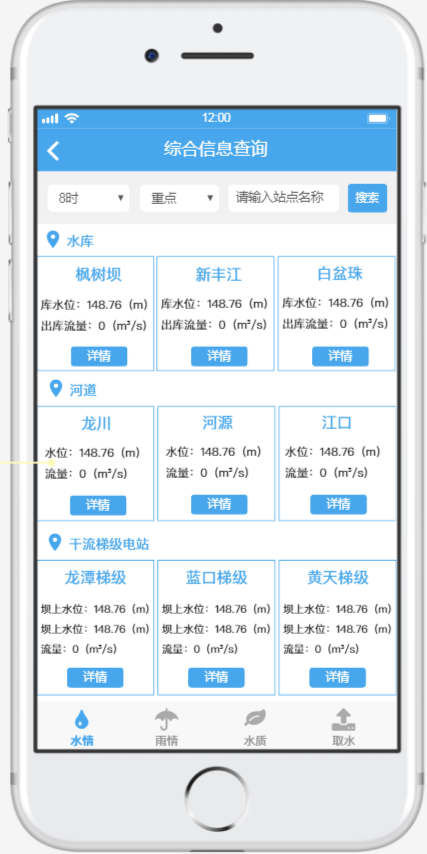 12:00
综合信息查询
8时 重点 请输入站点名称 搜索
水库
枫树坝 新丰江 白盆珠
库水位：148.76（m） 库水位：148.76（m） 库水位：148.76（m）
出库流量：0（m³/s） 出库流量：0（m³/s） 出库流量：0（m³/s）
详情 详情 详情
河道
龙川 河源 江口
水位：148.76（m） 水位：148.76（m） 水位：148.76（m）
流量：0（m³/s） 流量：0（m³/s） 流量：0（m³/s）
详情 详情 详情
干流梯级电站
龙潭梯级 蓝口梯级 黄天梯级
坝上水位：148.76（m） 坝上水位：148.76（m） 坝上水位：148.76（m）
坝上水位：148.76（m） 坝上水位：148.76（m） 坝上水位：148.76（m）
流量：0（m³/s） 流量：0（m³/s） 流量：0（m³/s）
详情 详情 详情
水情 雨情 水质 取水